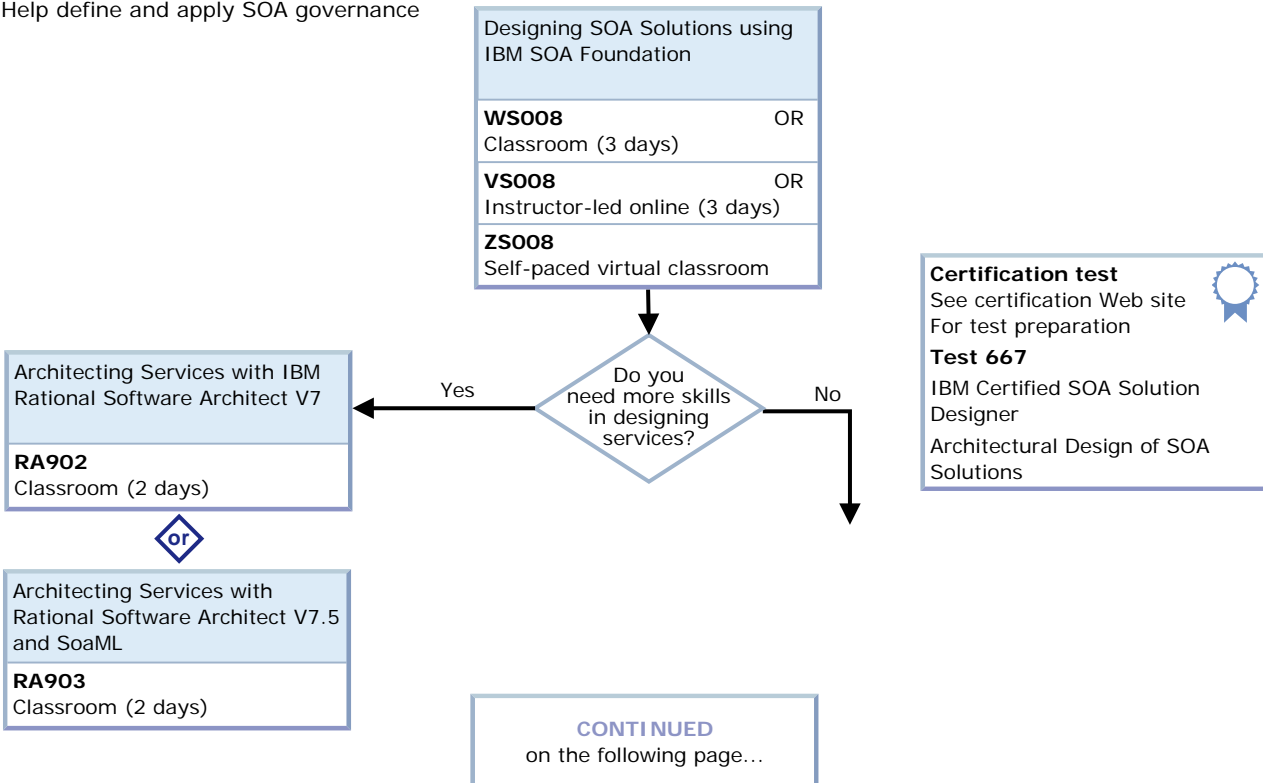 Help define and apply SOA governance
Designing SOA Solutions using
IBM SOA Foundation
WS008 OR
Classroom (3 days)
VS008 OR
Instructor-led online (3 days)
ZS008
Self-paced virtual classroom
Certification test
See certification Web site
For test preparation
Test 667
IBM Certified SOA Solution
Designer
Architectural Design of SOA
Solutions
Do you
need more skills
in designing
services?
Yes
No
Architecting Services with IBM
Rational Software Architect V7
RA902
Classroom (2 days)
or
Architecting Services with
Rational Software Architect V7.5
and SoaML
RA903
Classroom (2 days)
CONTINUED
on the following page...